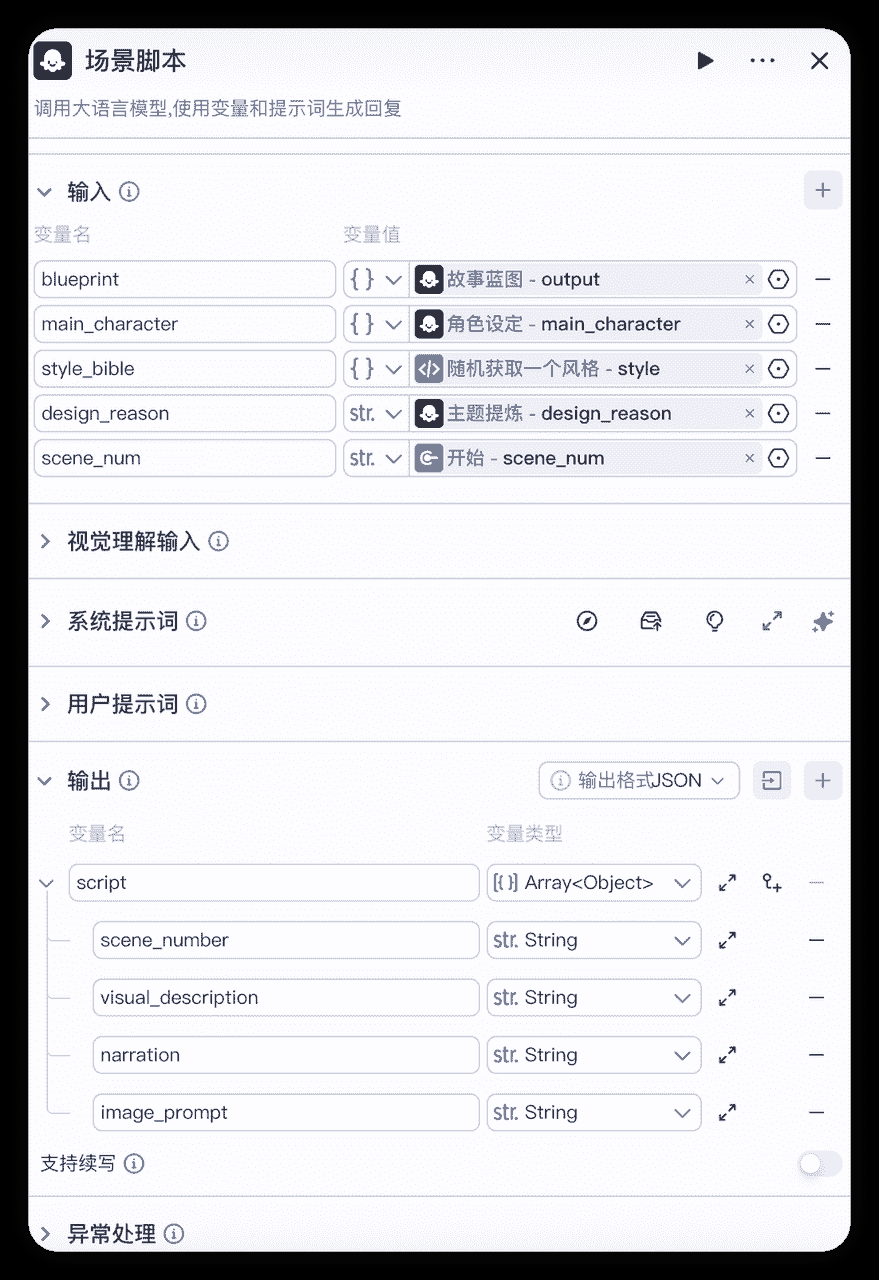 场景脚本
调用大语言模型,使用变量和提示词生成回复
输入
变量名 变量值
blueprint { } 故事蓝图 - output
main_character { } 角色设定 - main_character
style_bible { } 随机获取一个风格 - style
design_reason str. 主题提炼 - design_reason
scene_num str. 开始 - scene_num
视觉理解输入
系统提示词
用户提示词
输出 输出格式JSON
变量名 变量类型
script [{ }] Array<Object>
scene_number str. String
visual_description str. String
narration str. String
image_prompt str. String
支持续写
异常处理